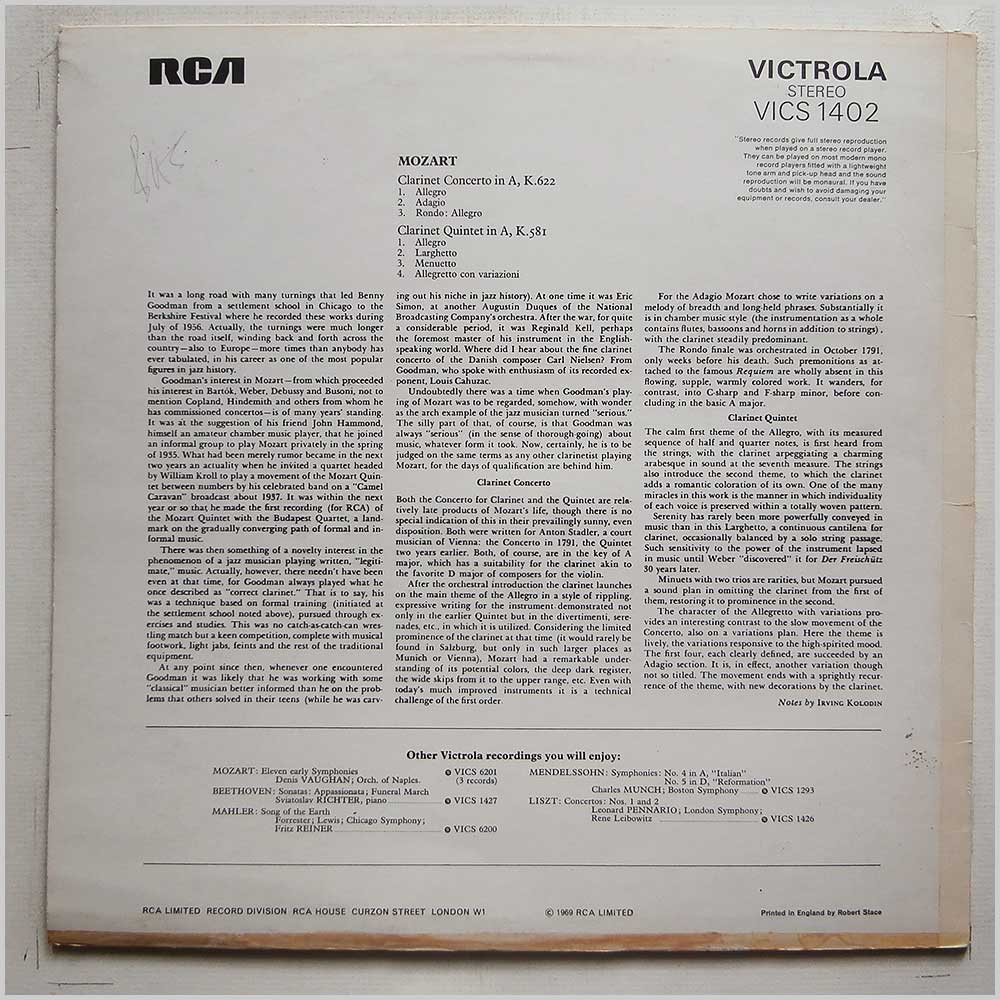 RCA
VICTROLA
STEREO
VICS 1402
"Stereo records give full stereo reproduction
when played on a stereo record player.
They can be played on most modern mono
record players fitted with a lightweight
tone arm and pick-up head and the sound
reproduction will be monaural. If you have
doubts and wish to avoid damaging your
equipment or records, consult your dealer."
MOZART
Clarinet Concerto in A, K.622
1. Allegro
2. Adagio
3. Rondo: Allegro
Clarinet Quintet in A, K.581
1. Allegro
2. Larghetto
3. Menuetto
4. Allegretto con variazioni
It was a long road with many turnings that led Benny
Goodman from a settlement school in Chicago to the
Berkshire Festival where he recorded these works during
July of 1956. Actually, the turnings were much longer
than the road itself, winding back and forth across the
country—also to Europe—more times than anybody has
ever tabulated, in his career as one of the most popular
figures in jazz history.
Goodman's interest in Mozart—from which proceeded
his interest in Bartók, Weber, Debussy and Busoni, not to
mention Copland, Hindemith and others from whom he
has commissioned concertos—is of many years' standing.
It was at the suggestion of his friend John Hammond,
himself an amateur chamber music player, that he joined
an informal group to play Mozart privately in the spring
of 1935. What had been merely rumor became in the next
two years an actuality when he invited a quartet headed
by William Kroll to play a movement of the Mozart Quin-
tet between numbers by his celebrated band on a "Camel
Caravan" broadcast about 1937. It was within the next
year or so that he made the first recording (for RCA) of
the Mozart Quintet with the Budapest Quartet, a land-
mark on the gradually converging path of formal and in-
formal music.
There was then something of a novelty interest in the
phenomenon of a jazz musician playing written, "legiti-
mate," music. Actually, however, there needn't have been
even at that time, for Goodman always played what he
once described as "correct clarinet." That is to say, his
was a technique based on formal training (initiated at
the settlement school noted above), pursued through ex-
ercises and studies. This was no catch-as-catch-can wres-
tling match but a keen competition, complete with musical
footwork, light jabs, feints and the rest of the traditional
equipment.
At any point since then, whenever one encountered
Goodman it was likely that he was working with some
"classical" musician better informed than he on the prob-
lems that others solved in their teens (while he was carv-
ing out his niche in jazz history). At one time it was Eric
Simon, at another Augustin Duques of the National
Broadcasting Company's orchestra. After the war, for quite
a considerable period, it was Reginald Kell, perhaps
the foremost master of his instrument in the English-
speaking world. Where did I hear about the fine clarinet
concerto of the Danish composer Carl Nielsen? From
Goodman, who spoke with enthusiasm of its recorded ex-
ponent, Louis Cahuzac.
Undoubtedly there was a time when Goodman's play-
ing of Mozart was to be regarded, somehow, with wonder
as the arch example of the jazz musician turned "serious."
The silly part of that, of course, is that Goodman was
always "serious" (in the sense of thorough-going) about
music, whatever form it took. Now, certainly, he is to be
judged on the same terms as any other clarinetist playing
Mozart, for the days of qualification are behind him.
Clarinet Concerto
Both the Concerto for Clarinet and the Quintet are rela-
tively late products of Mozart's life, though there is no
special indication of this in their prevailingly sunny, even
disposition. Both were written for Anton Stadler, a court
musician of Vienna: the Concerto in 1791, the Quintet
two years earlier. Both, of course, are in the key of A
major, which has a suitability for the clarinet akin to
the favorite D major of composers for the violin.
After the orchestral introduction the clarinet launches
on the main theme of the Allegro in a style of rippling,
expressive writing for the instrument demonstrated not
only in the earlier Quintet but in the divertimenti, sere-
nades, etc., in which it is utilized. Considering the limited
prominence of the clarinet at that time (it would rarely be
found in Salzburg, but only in such larger places as
Munich or Vienna), Mozart had a remarkable under-
standing of its potential colors, the deep dark register,
the wide skips from it to the upper range, etc. Even with
today's much improved instruments it is a technical
challenge of the first order.
For the Adagio Mozart chose to write variations on a
melody of breadth and long-held phrases. Substantially it
is in chamber music style (the instrumentation as a whole
contains flutes, bassoons and horns in addition to strings),
with the clarinet steadily predominant.
The Rondo finale was orchestrated in October 1791,
only weeks before his death. Such premonitions as at-
tached to the famous Requiem are wholly absent in this
flowing, supple, warmly colored work. It wanders, for
contrast, into C-sharp and F-sharp minor, before con-
cluding in the basic A major.
Clarinet Quintet
The calm first theme of the Allegro, with its measured
sequence of half and quarter notes, is first heard from
the strings, with the clarinet arpeggiating a charming
arabesque in sound at the seventh measure. The strings
also introduce the second theme, to which the clarinet
adds a romantic coloration of its own. One of the many
miracles in this work is the manner in which individuality
of each voice is preserved within a totally woven pattern.
Serenity has rarely been more powerfully conveyed in
music than in this Larghetto, a continuous cantilena for
clarinet, occasionally balanced by a solo string passage.
Such sensitivity to the power of the instrument lapsed
in music until Weber "discovered" it for Der Freischütz
30 years later.
Minuets with two trios are rarities, but Mozart pursued
a sound plan in omitting the clarinet from the first of
them, restoring it to prominence in the second.
The character of the Allegretto with variations pro-
vides an interesting contrast to the slow movement of the
Concerto, also on a variations plan. Here the theme is
lively, the variations responsive to the high-spirited mood.
The first four, each clearly defined, are succeeded by an
Adagio section. It is, in effect, another variation though
not so titled. The movement ends with a sprightly recur-
rence of the theme, with new decorations by the clarinet.
Notes by IRVING KOLODIN
Other Victrola recordings you will enjoy:
MOZART: Eleven early Symphonies VICS 6201
Denis VAUGHAN; Orch. of Naples. (3 records)
BEETHOVEN: Sonatas: Appassionata; Funeral March
Sviatoslav RICHTER, piano VICS 1427
MAHLER: Song of the Earth
Forrester; Lewis; Chicago Symphony;
Fritz REINER VICS 6200
MENDELSSOHN: Symphonies: No. 4 in A, "Italian"
No. 5 in D, "Reformation"
Charles MUNCH; Boston Symphony VICS 1293
LISZT: Concertos: Nos. 1 and 2
Leonard PENNARIO; London Symphony;
Rene Leibowitz VICS 1426
RCA LIMITED RECORD DIVISION RCA HOUSE CURZON STREET LONDON W1
© 1969 RCA LIMITED
Printed in England by Robert Stace